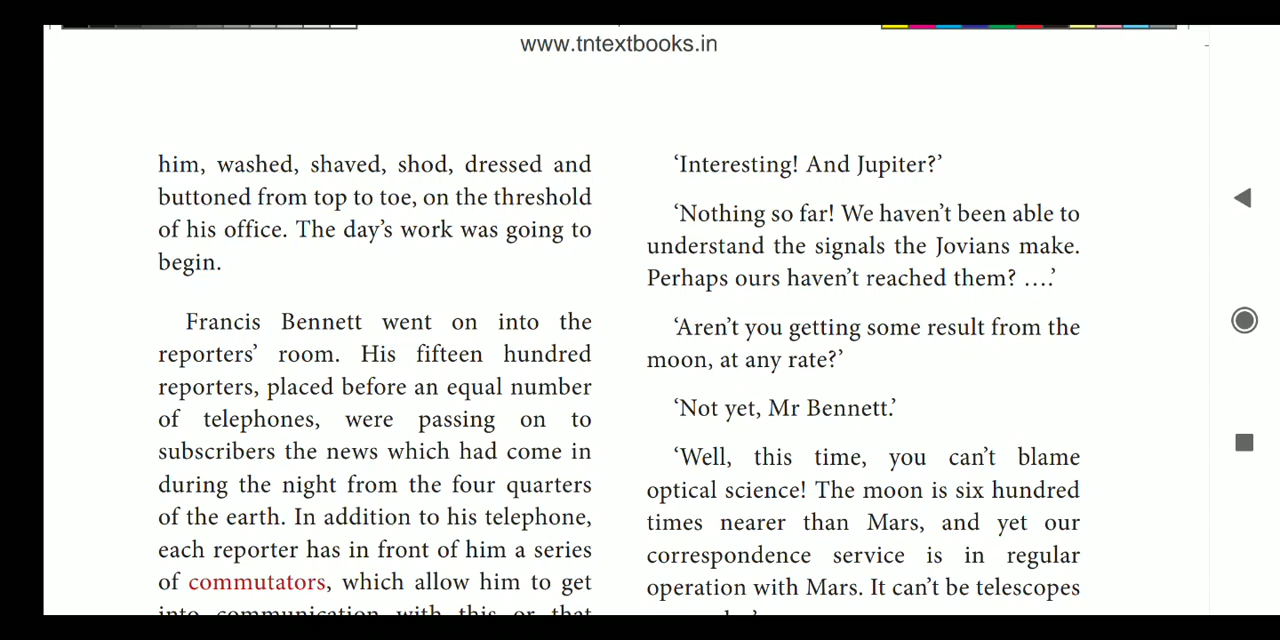 www.tntextbooks.in
him, washed, shaved, shod, dressed and
buttoned from top to toe, on the threshold
of his office. The day's work was going to
begin.
Francis Bennett went on into the
reporters' room. His fifteen hundred
reporters, placed before an equal number
of telephones, were passing on to
subscribers the news which had come in
during the night from the four quarters
of the earth. In addition to his telephone,
each reporter has in front of him a series
of commutators, which allow him to get
into communication with this or that
‘Interesting! And Jupiter?’
‘Nothing so far! We haven’t been able to
understand the signals the Jovians make.
Perhaps ours haven’t reached them? ….’
‘Aren’t you getting some result from the
moon, at any rate?’
‘Not yet, Mr Bennett.’
‘Well, this time, you can’t blame
optical science! The moon is six hundred
times nearer than Mars, and yet our
correspondence service is in regular
operation with Mars. It can’t be telescopes